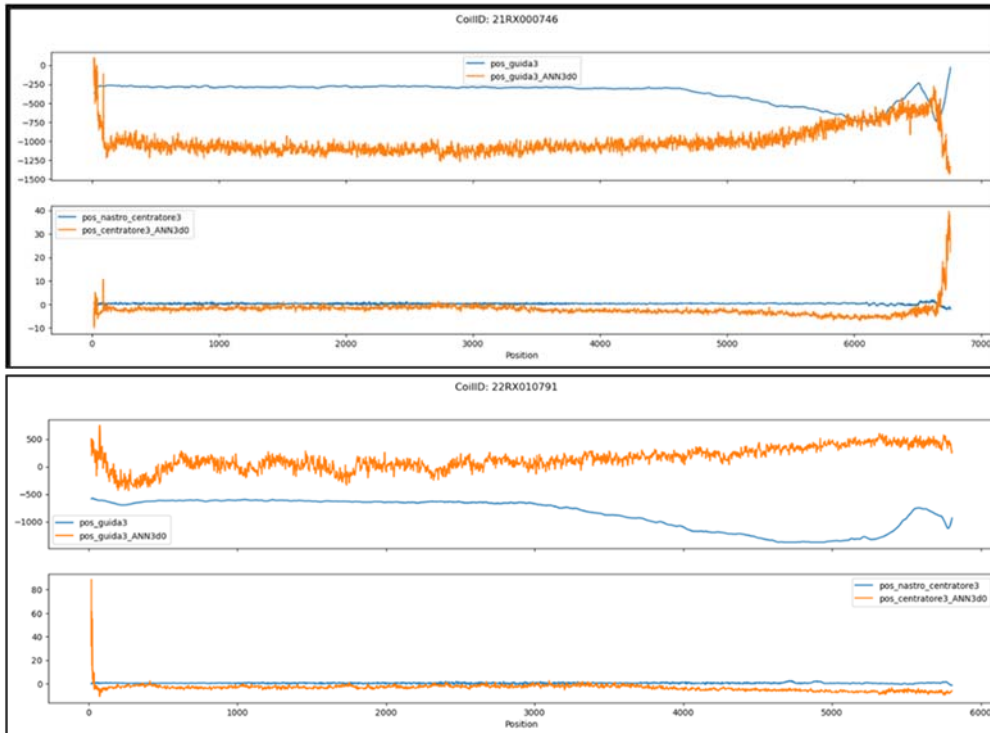 CoilID: 21RX000746
pos_guida3
pos_guida3_ANN3d0
0
−250
−500
−750
−1000
−1250
−1500
pos_nastro_centratore3
pos_centratore3_ANN3d0
40
30
20
10
0
−10
0 1000 2000 3000 4000 5000 6000 7000
Position
CoilID: 22RX010791
500
0
−500
−1000
pos_guida3
pos_guida3_ANN3d0
pos_nastro_centratore3
pos_centratore3_ANN3d0
80
60
40
20
0
0 1000 2000 3000 4000 5000 6000
Position